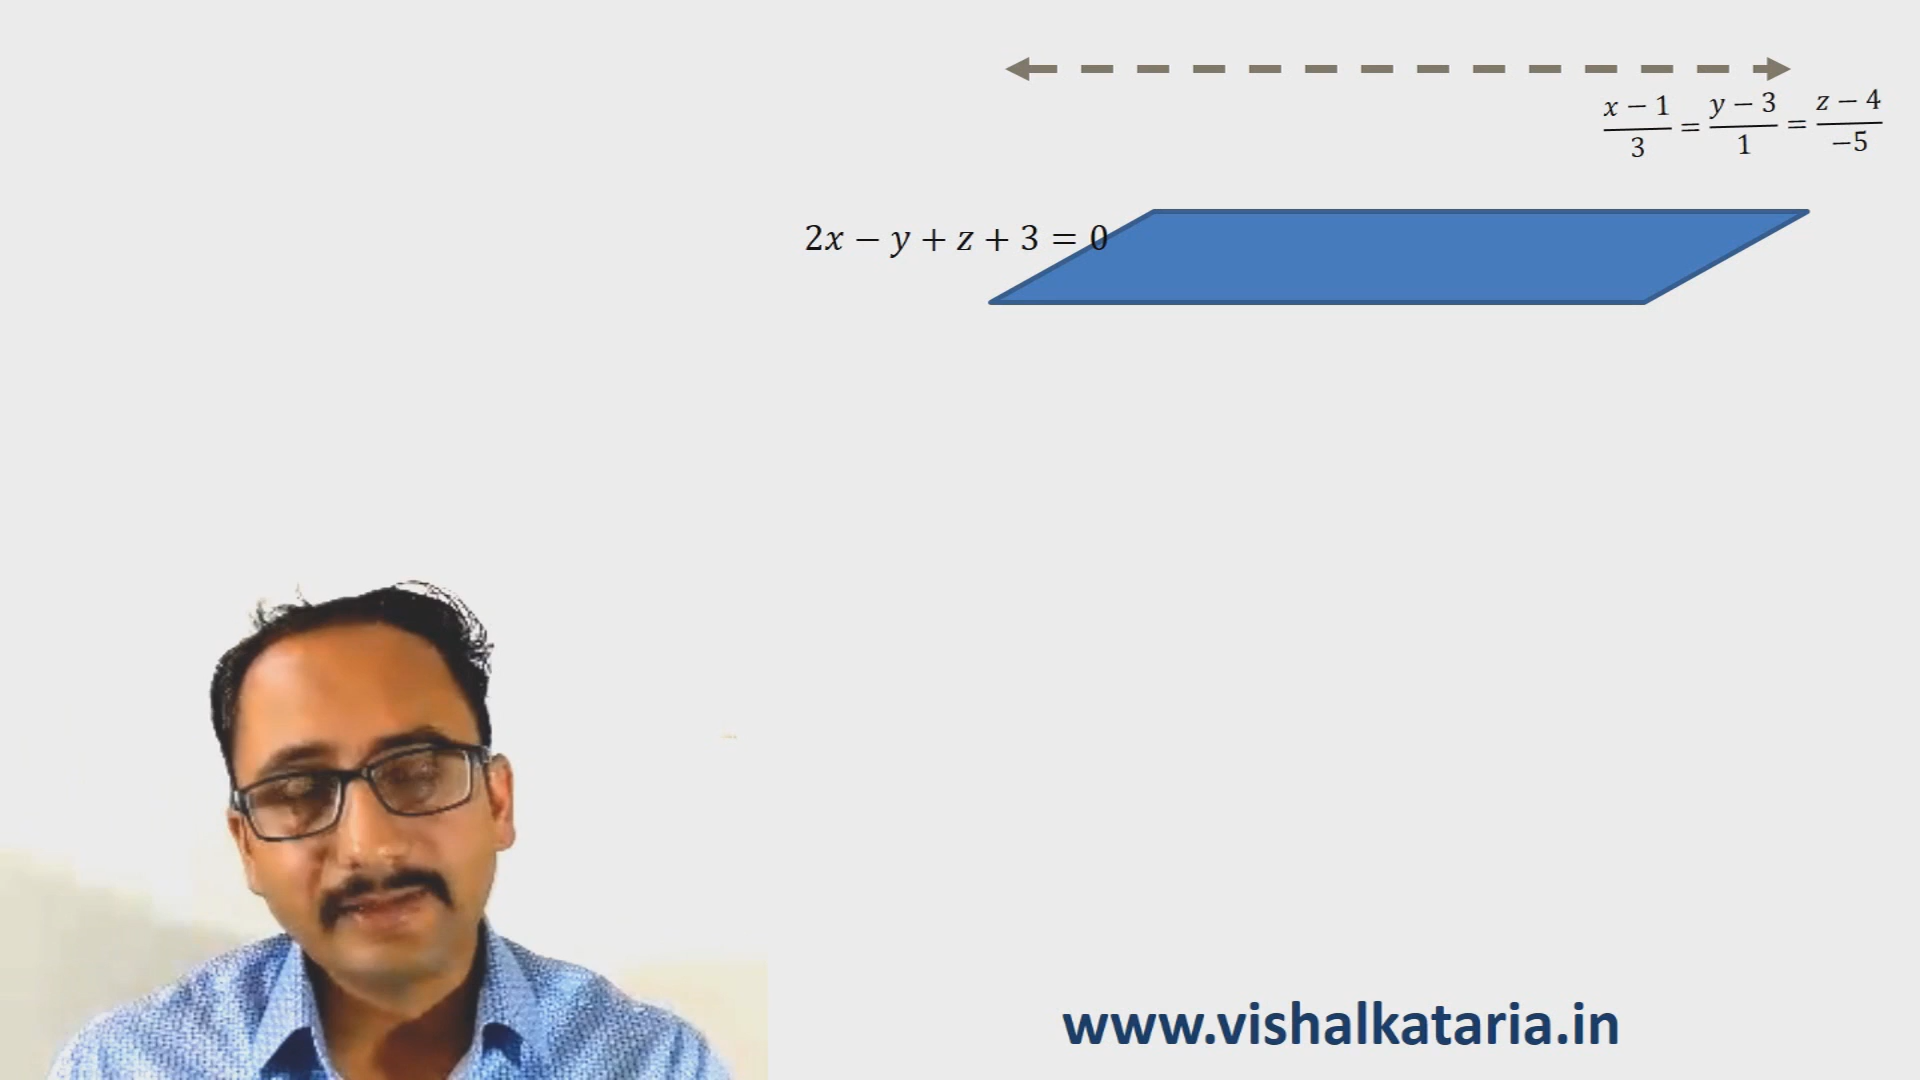 x − 1 / 3 = y − 3 / 1 = z − 4 / −5
2x − y + z + 3 = 0
www.vishalkataria.in